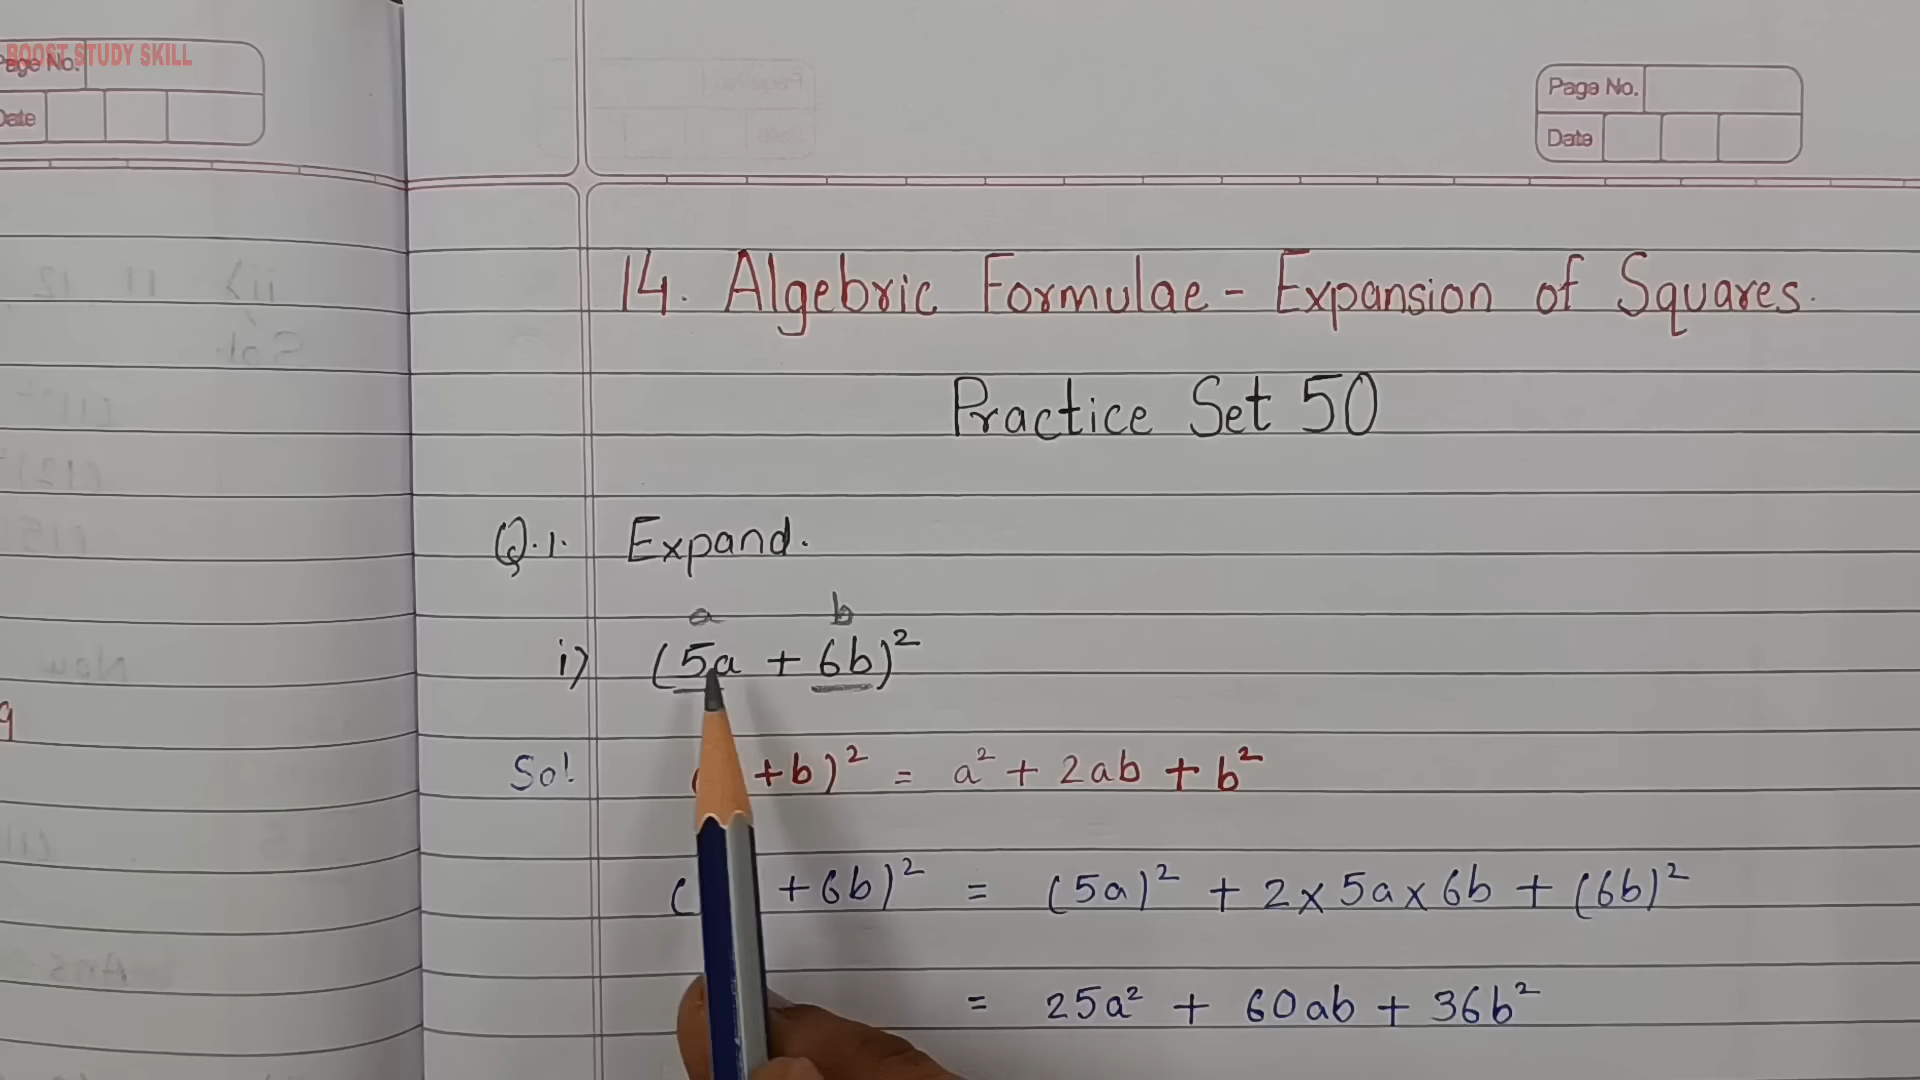 BOOST STUDY SKILL
Page No.
Date
Page No.
Date
14. Algebric Formulae - Expansion of Squares.
Practice Set 50
Q.1. Expand.
a b
i) (5a + 6b)²
Sol +b)² = a² + 2ab + b²
( +6b)² = (5a)² + 2 × 5a × 6b + (6b)²
= 25a² + 60ab + 36b²